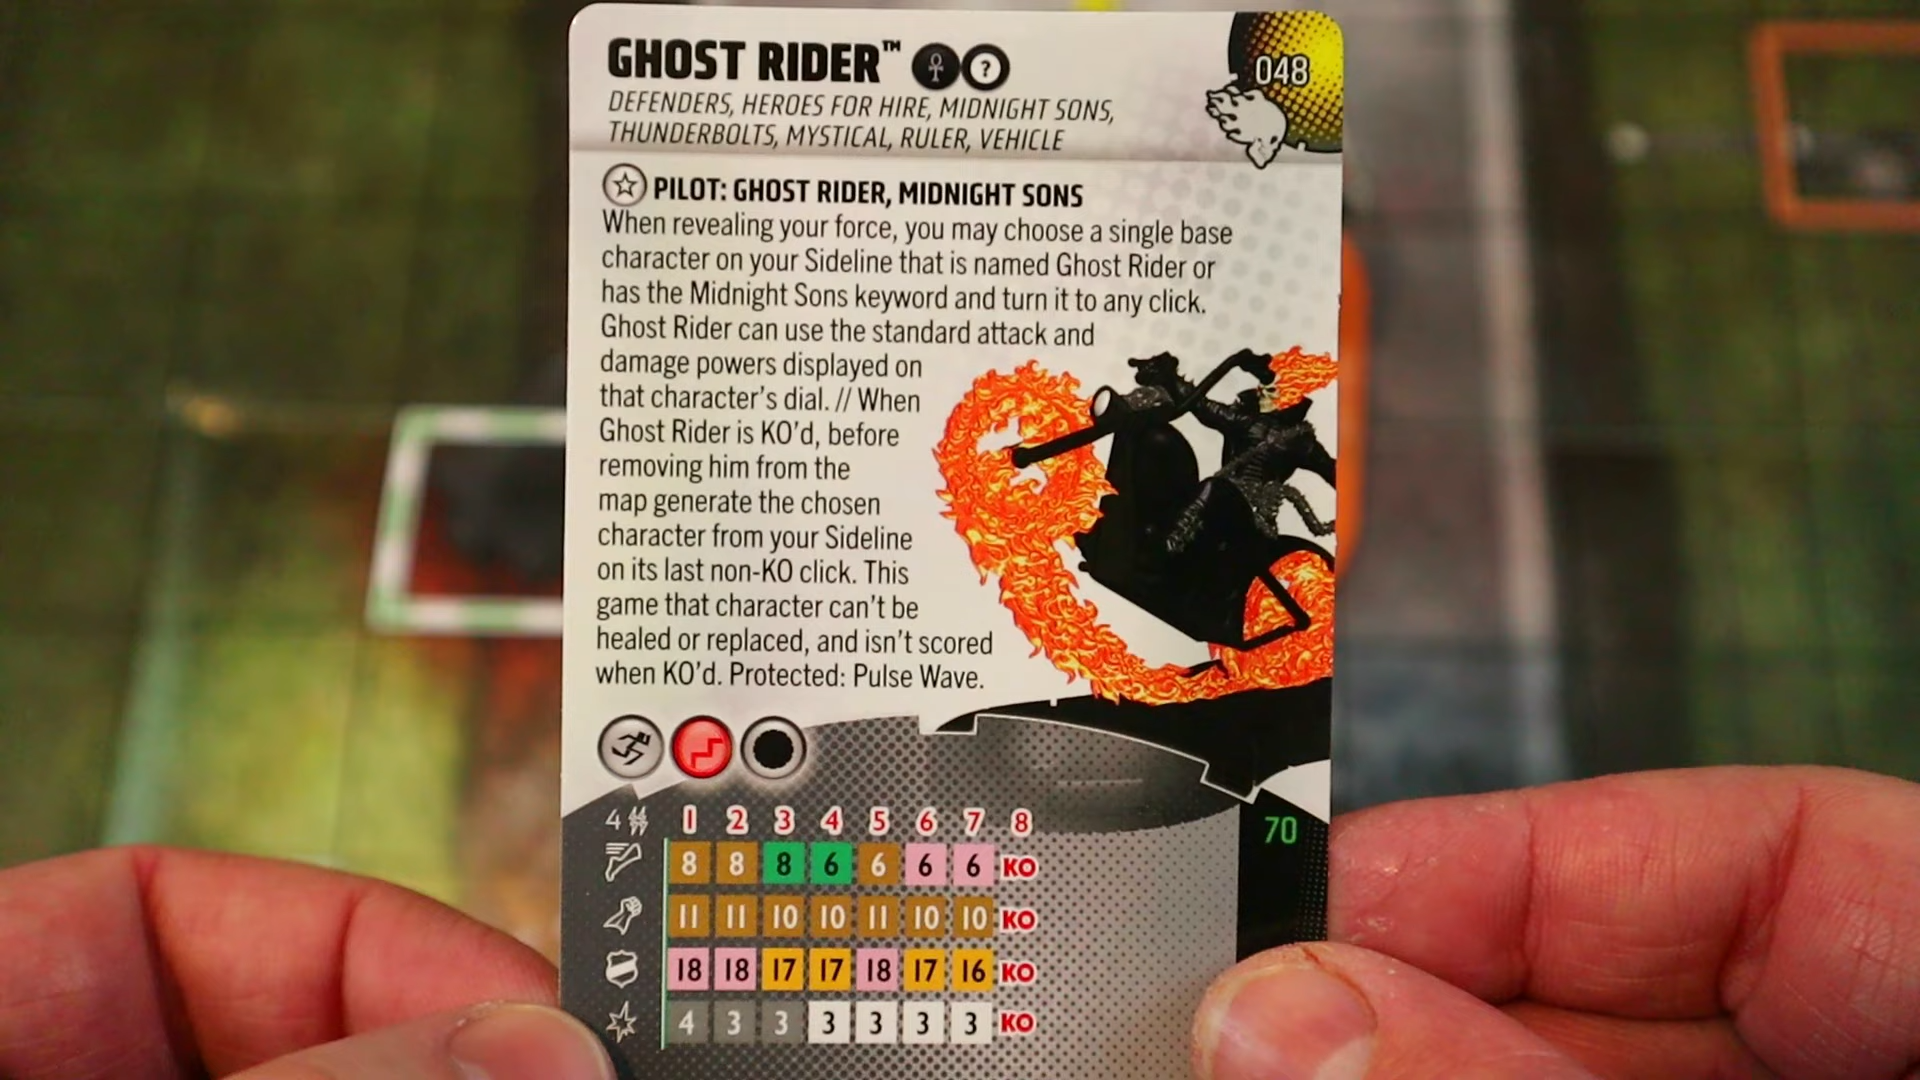 GHOST RIDER™ ?
048
DEFENDERS, HEROES FOR HIRE, MIDNIGHT SONS,
THUNDERBOLTS, MYSTICAL, RULER, VEHICLE
PILOT: GHOST RIDER, MIDNIGHT SONS
When revealing your force, you may choose a single base
character on your Sideline that is named Ghost Rider or
has the Midnight Sons keyword and turn it to any click.
Ghost Rider can use the standard attack and
damage powers displayed on
that character's dial. // When
Ghost Rider is KO'd, before
removing him from the
map generate the chosen
character from your Sideline
on its last non-KO click. This
game that character can't be
healed or replaced, and isn't scored
when KO'd. Protected: Pulse Wave.
4 1 2 3 4 5 6 7 8
70
8 8 8 6 6 6 6 KO
11 11 10 10 11 10 10 KO
18 18 17 17 18 17 16 KO
4 3 3 3 3 3 3 KO